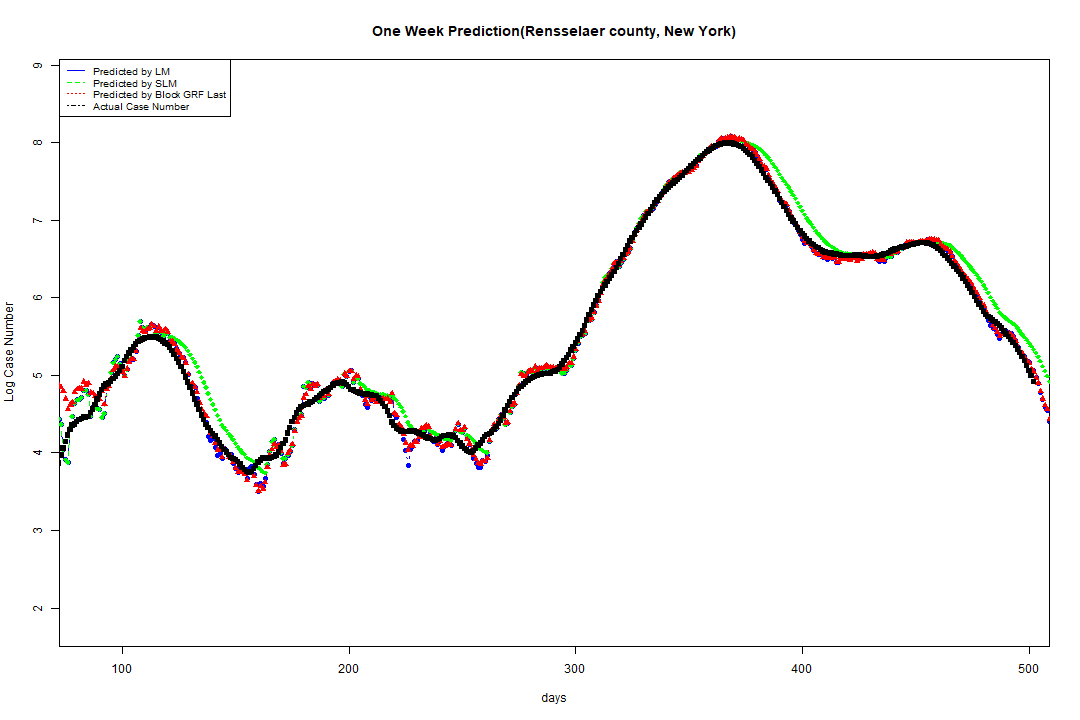 One Week Prediction(Rensselaer county, New York)
Predicted by LM
Predicted by SLM
Predicted by Block GRF Last
Actual Case Number
Log Case Number
9
8
7
6
5
4
3
2
100 200 300 400 500
days